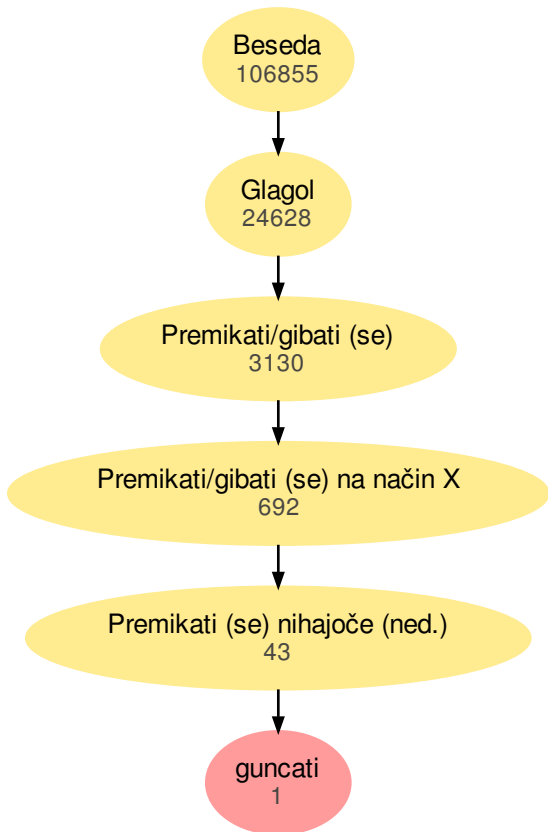 Beseda
106855
Glagol
24628
Premikati/gibati (se)
3130
Premikati/gibati (se) na način X
692
Premikati (se) nihajoče (ned.)
43
guncati
1